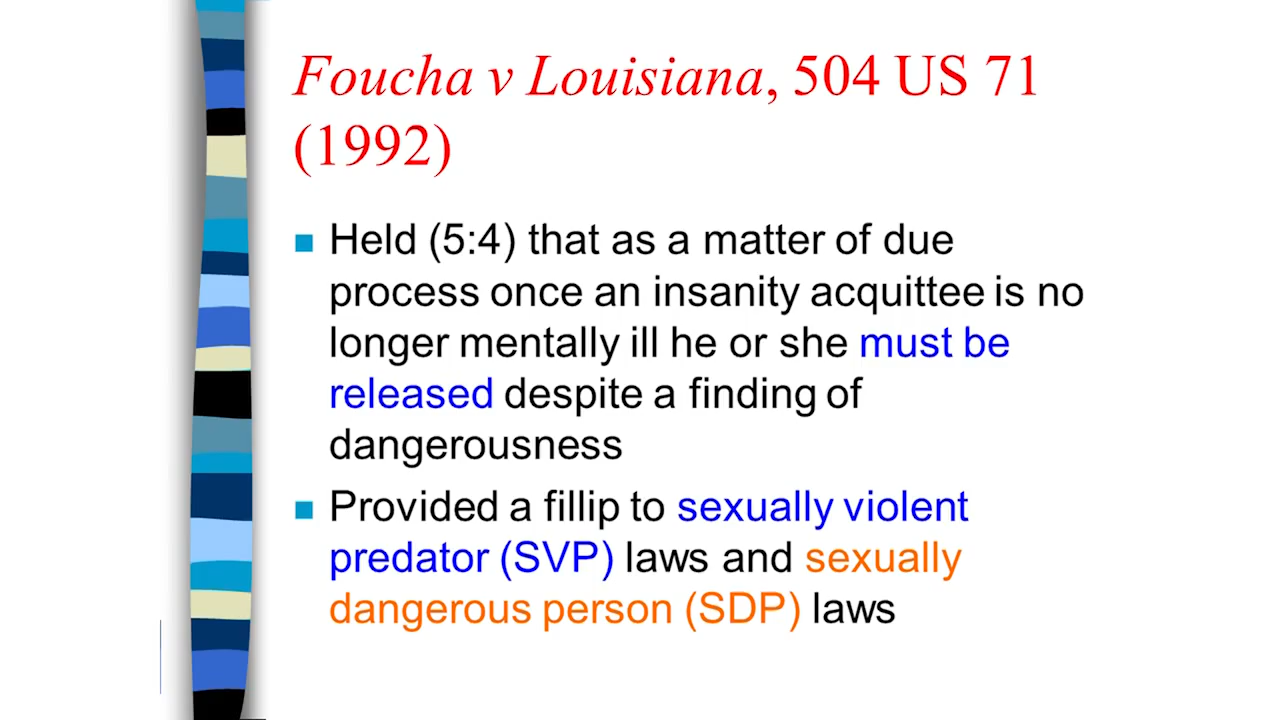 Foucha v Louisiana, 504 US 71
(1992)
Held (5:4) that as a matter of due
process once an insanity acquittee is no
longer mentally ill he or she must be
released despite a finding of
dangerousness
Provided a fillip to sexually violent
predator (SVP) laws and sexually
dangerous person (SDP) laws